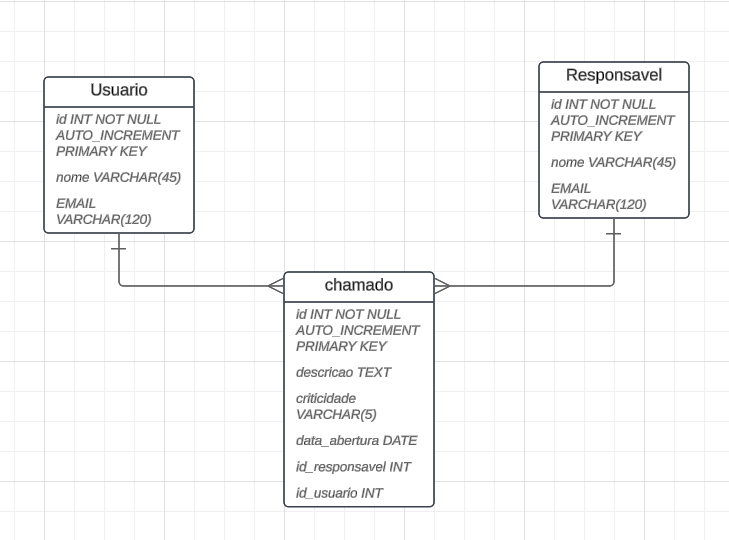 Usuario
id INT NOT NULL
AUTO_INCREMENT
PRIMARY KEY
nome VARCHAR(45)
EMAIL
VARCHAR(120)
Responsavel
id INT NOT NULL
AUTO_INCREMENT
PRIMARY KEY
nome VARCHAR(45)
EMAIL
VARCHAR(120)
chamado
id INT NOT NULL
AUTO_INCREMENT
PRIMARY KEY
descricao TEXT
criticidade
VARCHAR(5)
data_abertura DATE
id_responsavel INT
id_usuario INT